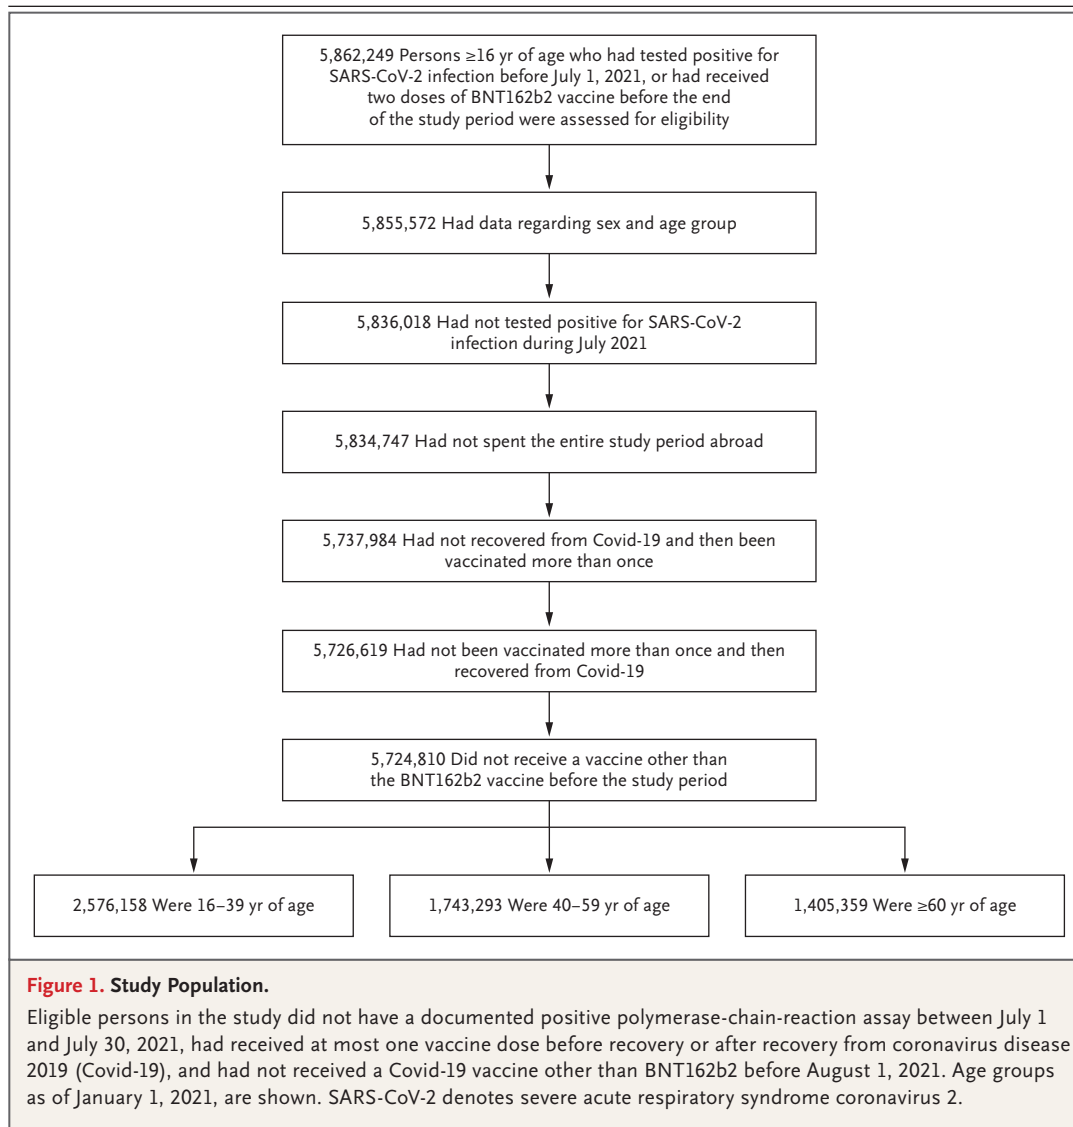 5,862,249 Persons ≥16 yr of age who had tested positive for
SARS-CoV-2 infection before July 1, 2021, or had received
two doses of BNT162b2 vaccine before the end
of the study period were assessed for eligibility
5,855,572 Had data regarding sex and age group
5,836,018 Had not tested positive for SARS-CoV-2
infection during July 2021
5,834,747 Had not spent the entire study period abroad
5,737,984 Had not recovered from Covid-19 and then been
vaccinated more than once
5,726,619 Had not been vaccinated more than once and then
recovered from Covid-19
5,724,810 Did not receive a vaccine other than
the BNT162b2 vaccine before the study period
2,576,158 Were 16–39 yr of age
1,743,293 Were 40–59 yr of age
1,405,359 Were ≥60 yr of age
Figure 1. Study Population.
Eligible persons in the study did not have a documented positive polymerase-chain-reaction assay between July 1
and July 30, 2021, had received at most one vaccine dose before recovery or after recovery from coronavirus disease
2019 (Covid-19), and had not received a Covid-19 vaccine other than BNT162b2 before August 1, 2021. Age groups
as of January 1, 2021, are shown. SARS-CoV-2 denotes severe acute respiratory syndrome coronavirus 2.